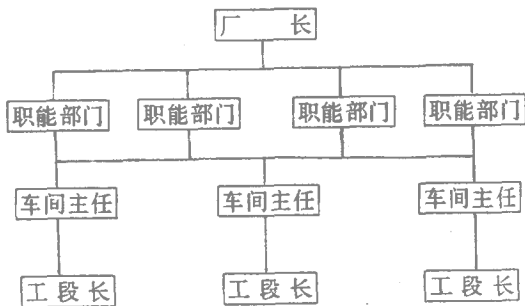 厂 长
职能部门 职能部门 职能部门 职能部门
车间主任 车间主任 车间主任
工段长 工段长 工段长